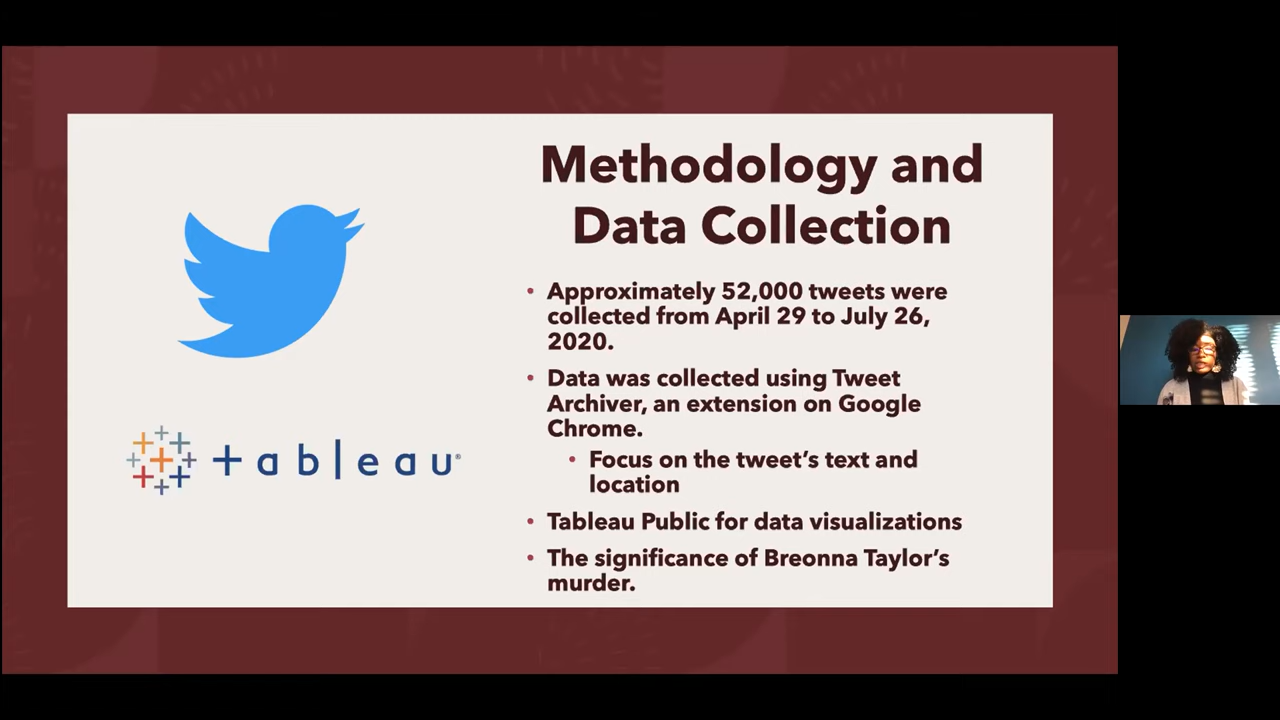 Methodology and
Data Collection
• Approximately 52,000 tweets were
collected from April 29 to July 26,
2020.
• Data was collected using Tweet
Archiver, an extension on Google
Chrome.
• Focus on the tweet’s text and
location
• Tableau Public for data visualizations
• The significance of Breonna Taylor’s
murder.
+ableau®